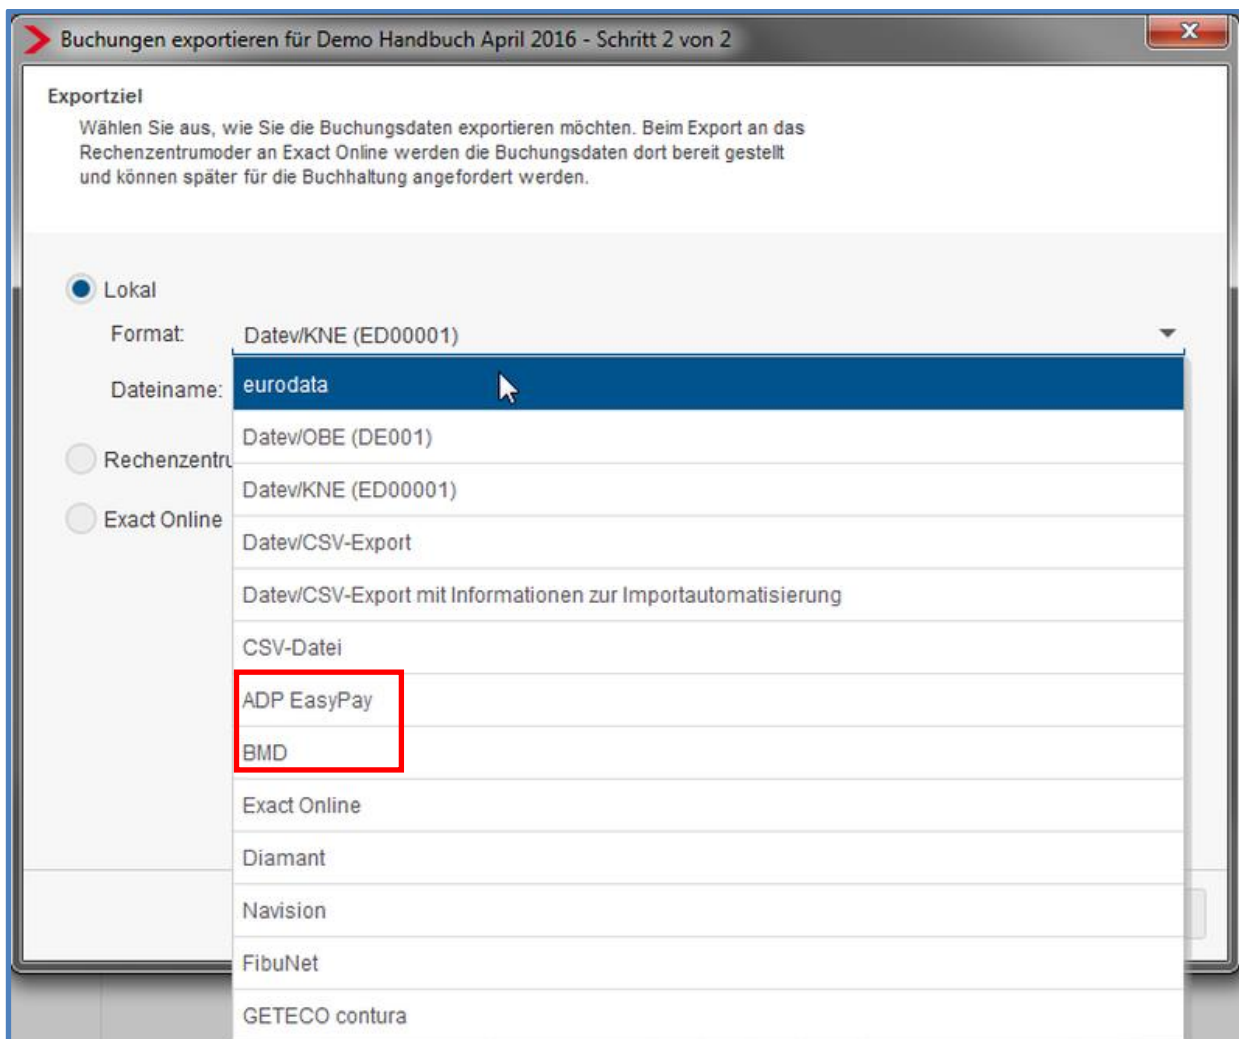 Buchungen exportieren für Demo Handbuch April 2016 - Schritt 2 von 2
Exportziel
Wählen Sie aus, wie Sie die Buchungsdaten exportieren möchten. Beim Export an das
Rechenzentrumoder an Exact Online werden die Buchungsdaten dort bereit gestellt
und können später für die Buchhaltung angefordert werden.
Lokal
Format: Datev/KNE (ED00001)
Dateiname:
eurodata
Datev/OBE (DE001)
Rechenzentru
Datev/KNE (ED00001)
Exact Online
Datev/CSV-Export
Datev/CSV-Export mit Informationen zur Importautomatisierung
CSV-Datei
ADP EasyPay
BMD
Exact Online
Diamant
Navision
FibuNet
GETECO contura